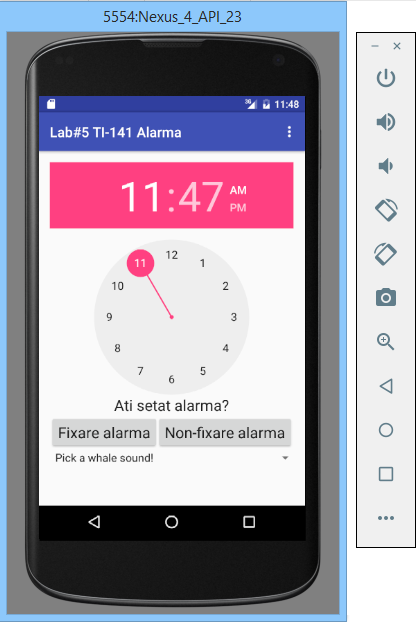 5554:Nexus_4_API_23
3G 11:48
Lab#5 TI-141 Alarma
11:47 AM
PM
12
11 1
10 2
9 3
8 4
7 5
6
Ati setat alarma?
Fixare alarma Non-fixare alarma
Pick a whale sound!